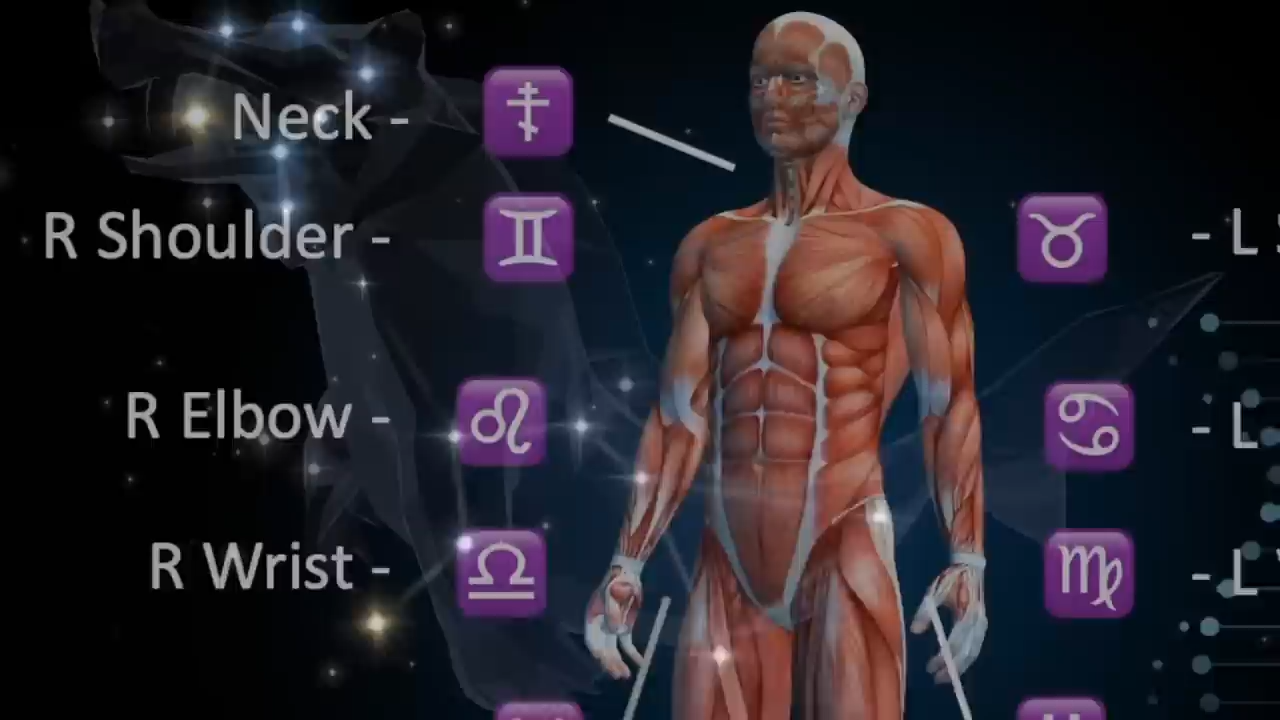 Neck - ☦
R Shoulder - ♊ ♉ - L
R Elbow - ♌ ♋ - L
R Wrist - ♎ ♍ - L